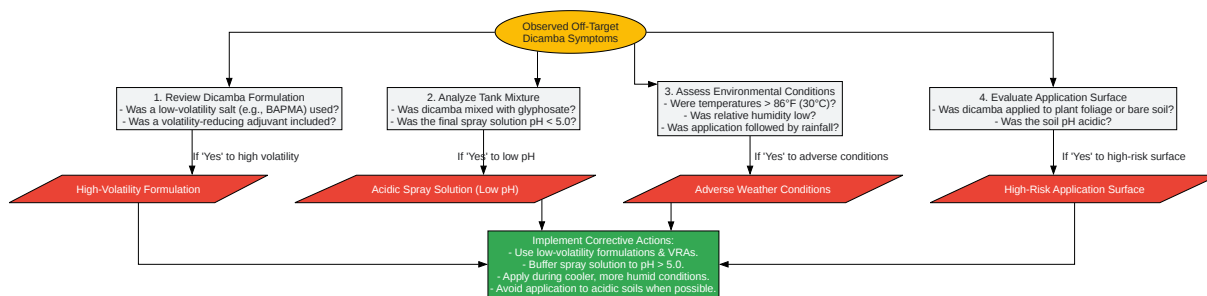 Observed Off-Target
Dicamba Symptoms
1. Review Dicamba Formulation
- Was a low-volatility salt (e.g., BAPMA) used?
- Was a volatility-reducing adjuvant included?
2. Analyze Tank Mixture
- Was dicamba mixed with glyphosate?
- Was the final spray solution pH < 5.0?
3. Assess Environmental Conditions
- Were temperatures > 86°F (30°C)?
- Was relative humidity low?
- Was application followed by rainfall?
4. Evaluate Application Surface
- Was dicamba applied to plant foliage or bare soil?
- Was the soil pH acidic?
If 'Yes' to high volatility
If 'Yes' to low pH
If 'Yes' to adverse conditions
If 'Yes' to high-risk surface
High-Volatility Formulation
Acidic Spray Solution (Low pH)
Adverse Weather Conditions
High-Risk Application Surface
Implement Corrective Actions:
- Use low-volatility formulations & VRAs.
- Buffer spray solution to pH > 5.0.
- Apply during cooler, more humid conditions.
- Avoid application to acidic soils when possible.